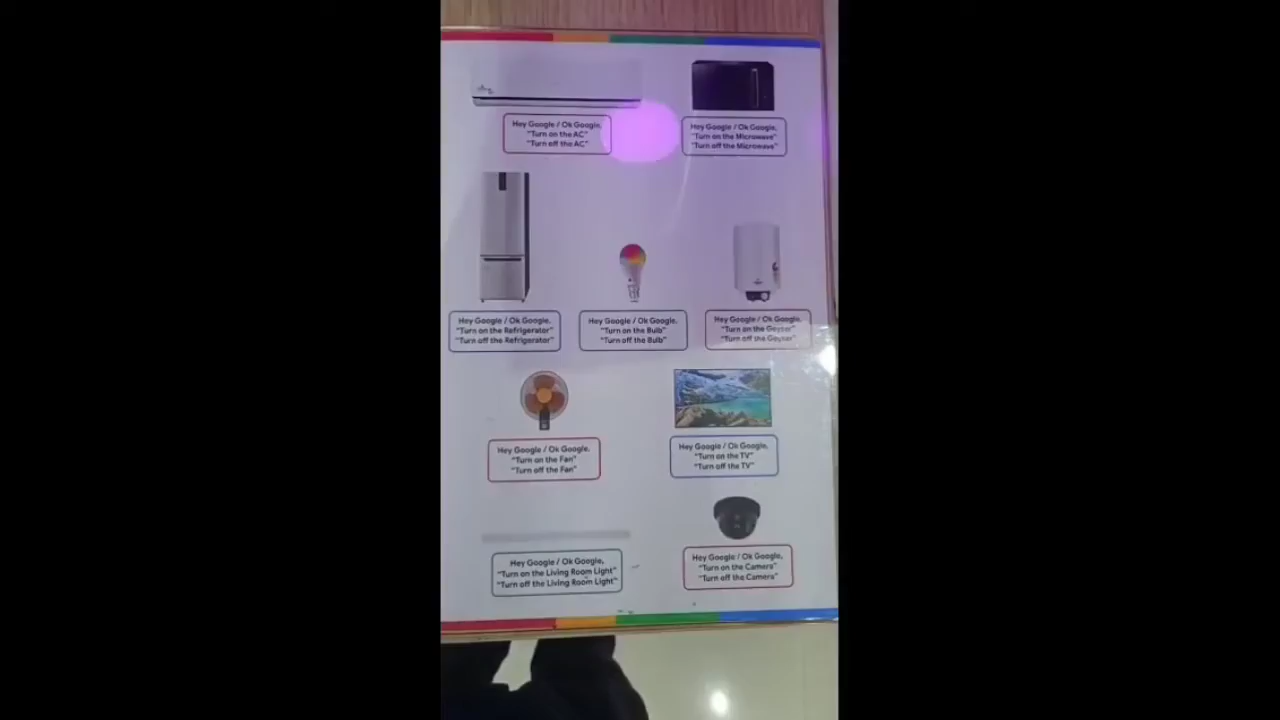 Hey Google / Ok Google,
"Turn on the AC"
"Turn off the AC"
Hey Google / Ok Google,
"Turn on the Microwave"
"Turn off the Microwave"
Hey Google / Ok Google,
"Turn on the Refrigerator"
"Turn off the Refrigerator"
Hey Google / Ok Google,
"Turn on the Bulb"
"Turn off the Bulb"
Hey Google / Ok Google,
"Turn on the Geyser"
"Turn off the Geyser"
Hey Google / Ok Google,
"Turn on the Fan"
"Turn off the Fan"
Hey Google / Ok Google,
"Turn on the TV"
"Turn off the TV"
Hey Google / Ok Google,
"Turn on the Living Room Light"
"Turn off the Living Room Light"
Hey Google / Ok Google,
"Turn on the Camera"
"Turn off the Camera"